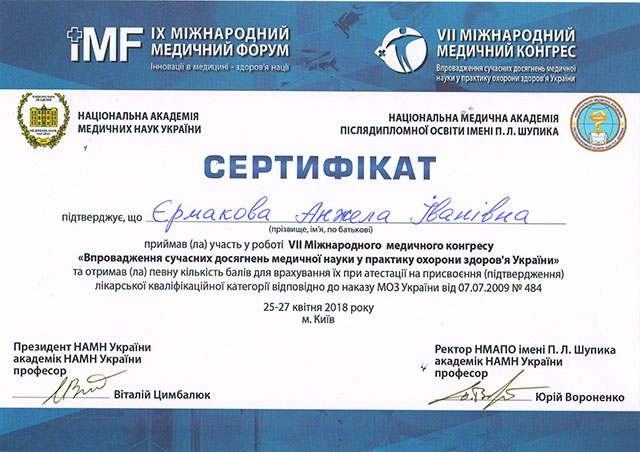 iMF
IX МІЖНАРОДНИЙ
МЕДИЧНИЙ ФОРУМ
Інновації в медицині - здоров'я нації
VII МІЖНАРОДНИЙ
МЕДИЧНИЙ КОНГРЕС
Впровадження сучасних досягнень медичної
науки у практику охорони здоров'я України
НАЦІОНАЛЬНА АКАДЕМІЯ
МЕДИЧНИХ НАУК УКРАЇНИ
НАЦІОНАЛЬНА МЕДИЧНА АКАДЕМІЯ
ПІСЛЯДИПЛОМНОЇ ОСВІТИ ІМЕНІ П. Л. ШУПИКА
СЕРТИФІКАТ
підтверджує, що Єрмакова Анжела Іванівна
(прізвище, ім'я, по батькові)
приймав (ла) участь у роботі VII Міжнародного медичного конгресу
«Впровадження сучасних досягнень медичної науки у практику охорони здоров'я України»
та отримав (ла) певну кількість балів для врахування їх при атестації на присвоєння (підтвердження)
лікарської кваліфікаційної категорії відповідно до наказу МОЗ України від 07.07.2009 № 484
25-27 квітня 2018 року
м. Київ
Президент НАМН України
академік НАМН України
професор
Віталій Цимбалюк
Ректор НМАПО імені П. Л. Шупика
академік НАМН України
професор
Юрій Вороненко